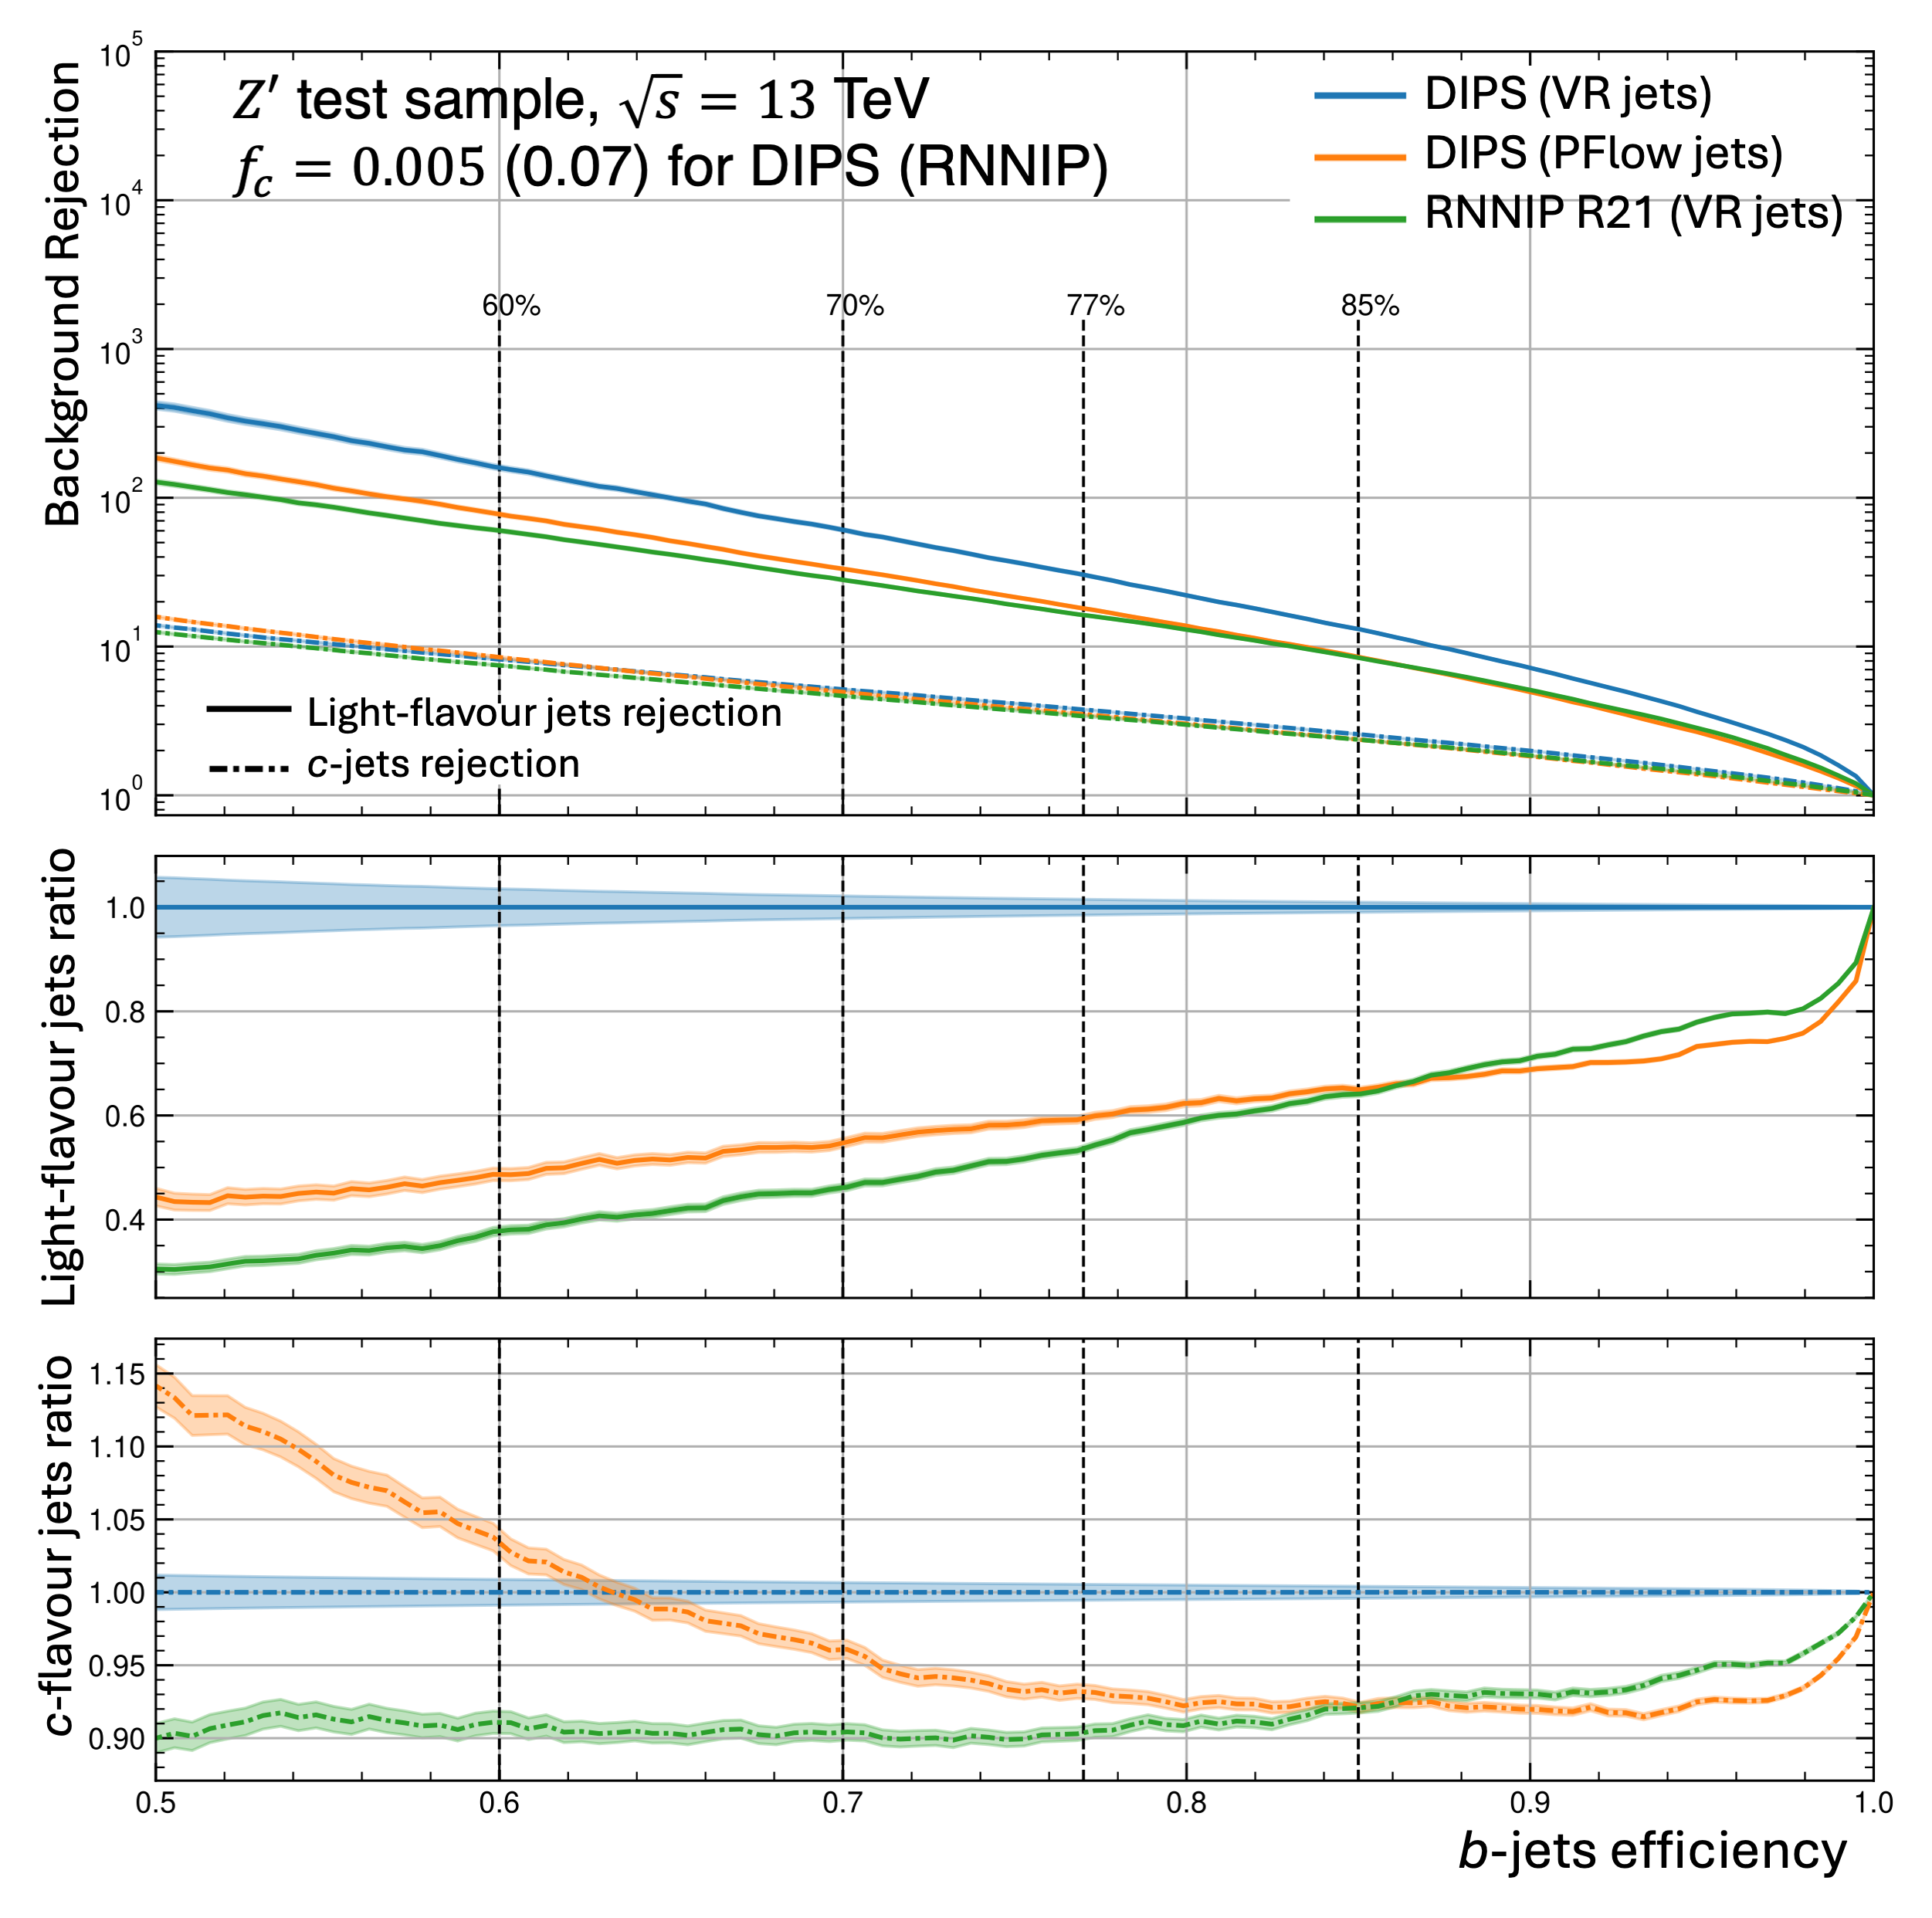 Z′ test sample, √s = 13 TeV
f_c = 0.005 (0.07) for DIPS (RNNIP)
DIPS (VR jets)
DIPS (PFlow jets)
RNNIP R21 (VR jets)
60% 70% 77% 85%
Background Rejection
10^5
10^4
10^3
10^2
10^1
10^0
Light-flavour jets rejection
c-jets rejection
Light-flavour jets ratio
1.0
0.8
0.6
0.4
c-flavour jets ratio
1.15
1.10
1.05
1.00
0.95
0.90
0.5 0.6 0.7 0.8 0.9 1.0
b-jets efficiency